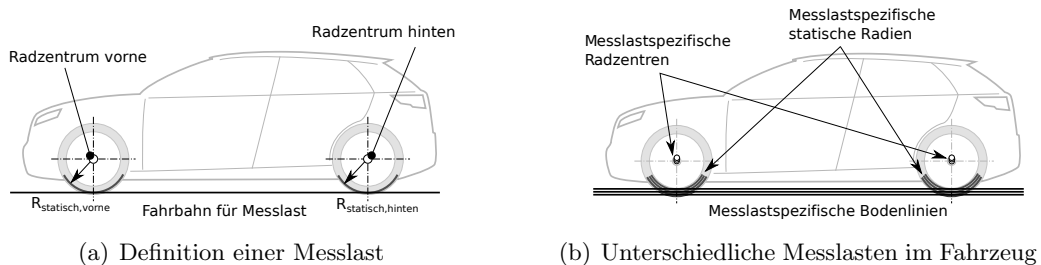 Radzentrum vorne
Radzentrum hinten
R_statisch,vorne
Fahrbahn für Messlast
R_statisch,hinten
(a) Definition einer Messlast
Messlastspezifische
Radzentren
Messlastspezifische
statische Radien
Messlastspezifische Bodenlinien
(b) Unterschiedliche Messlasten im Fahrzeug